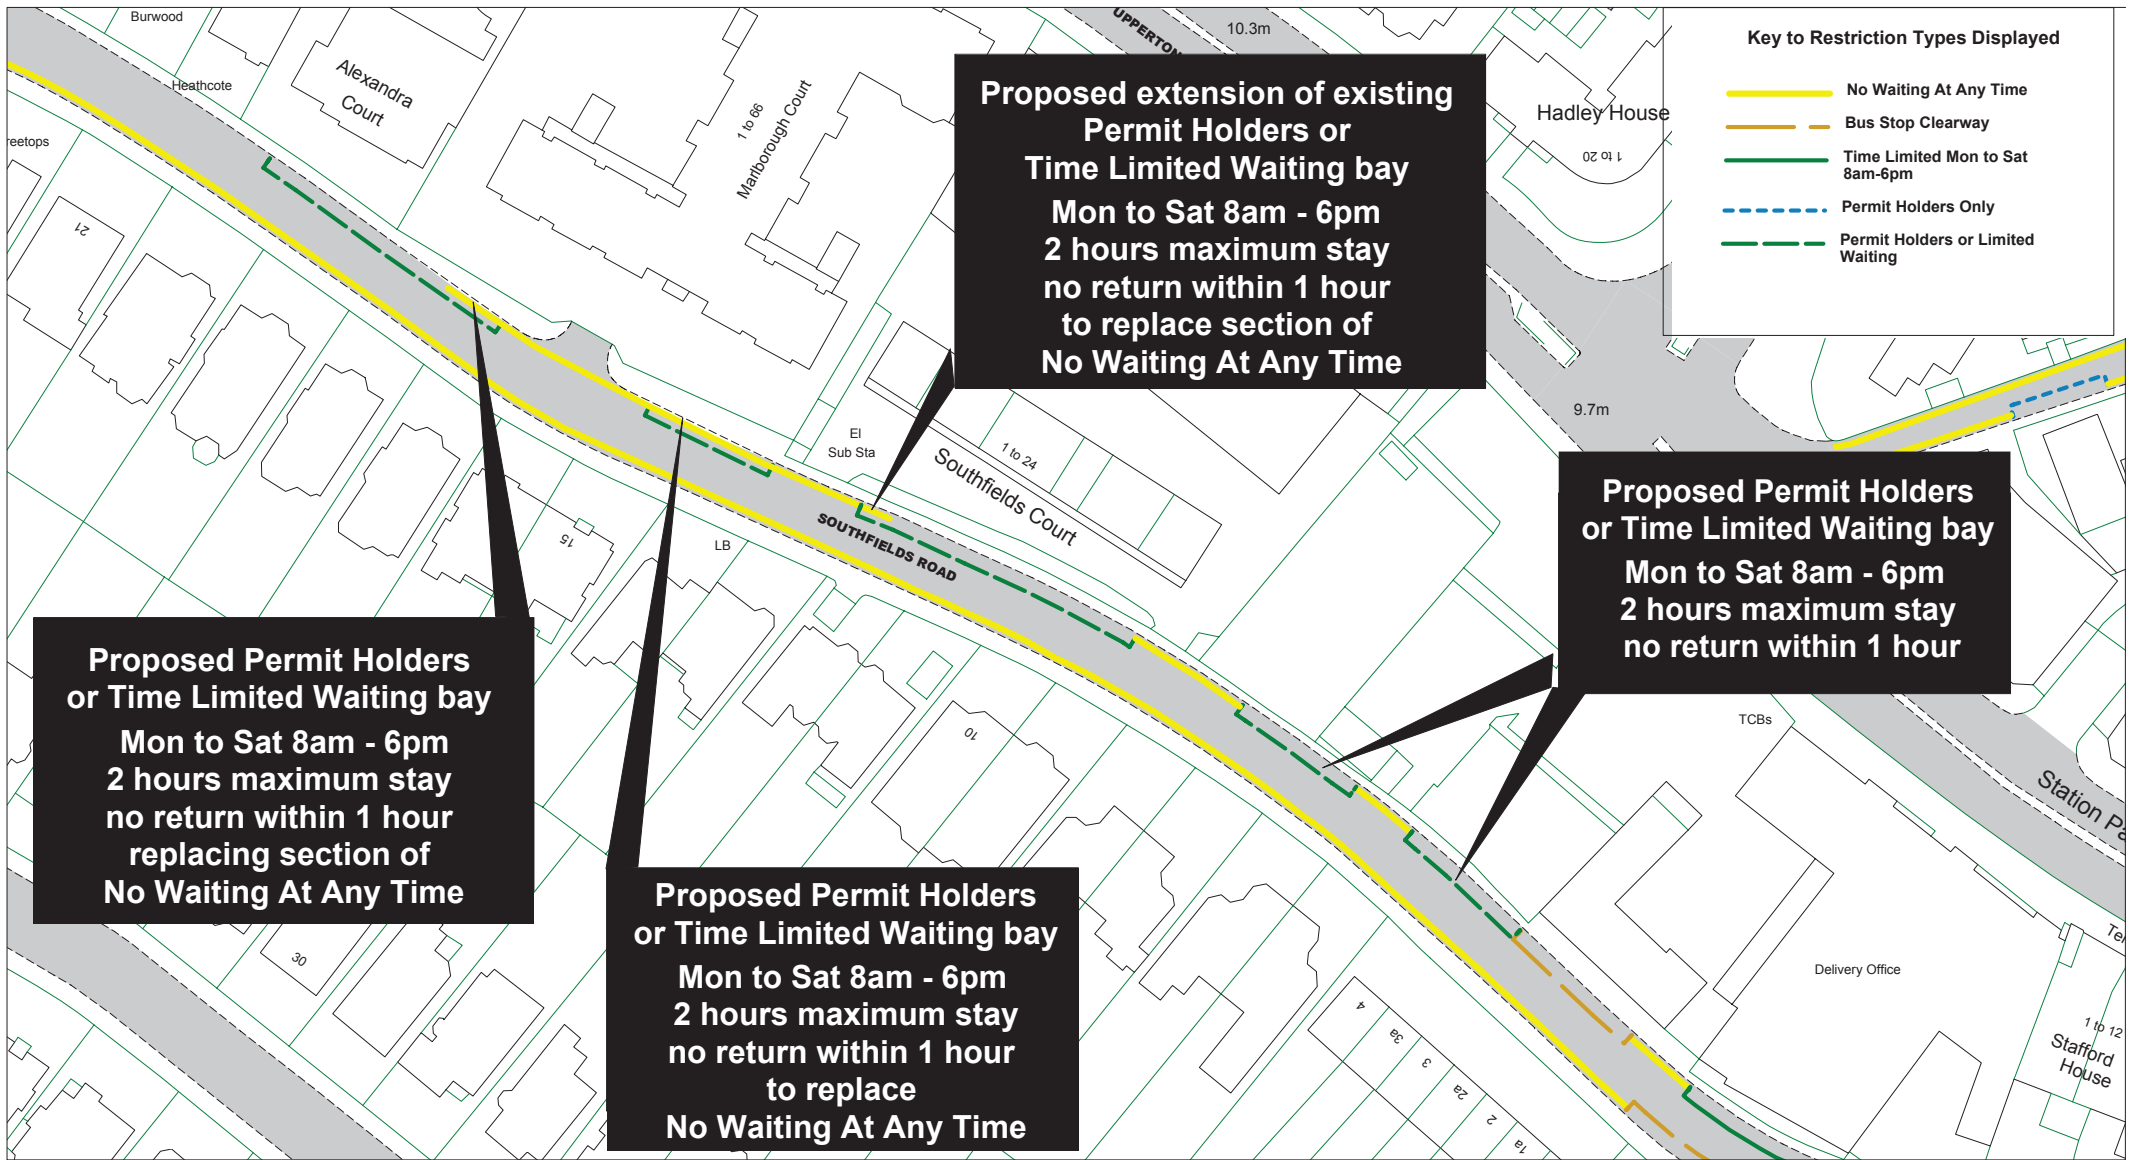 Burwood
Heathcote
Alexandra
Court
reetops
21
1 to 66
Marlborough Court
UPPERTON
10.3m
Hadley House
1 to 20
Key to Restriction Types Displayed
No Waiting At Any Time
Bus Stop Clearway
Time Limited Mon to Sat
8am-6pm
Permit Holders Only
Permit Holders or Limited
Waiting
Proposed extension of existing
Permit Holders or
Time Limited Waiting bay
Mon to Sat 8am - 6pm
2 hours maximum stay
no return within 1 hour
to replace section of
No Waiting At Any Time
9.7m
El
Sub Sta
1 to 24
Southfields Court
SOUTHFIELDS ROAD
15
LB
10
Proposed Permit Holders
or Time Limited Waiting bay
Mon to Sat 8am - 6pm
2 hours maximum stay
no return within 1 hour
Proposed Permit Holders
or Time Limited Waiting bay
Mon to Sat 8am - 6pm
2 hours maximum stay
no return within 1 hour
replacing section of
No Waiting At Any Time
Proposed Permit Holders
or Time Limited Waiting bay
Mon to Sat 8am - 6pm
2 hours maximum stay
no return within 1 hour
to replace
No Waiting At Any Time
TCBs
Station Pa
Tel
Delivery Office
30
4
3a
3
2a
2
1a
1 to 12
Stafford
House